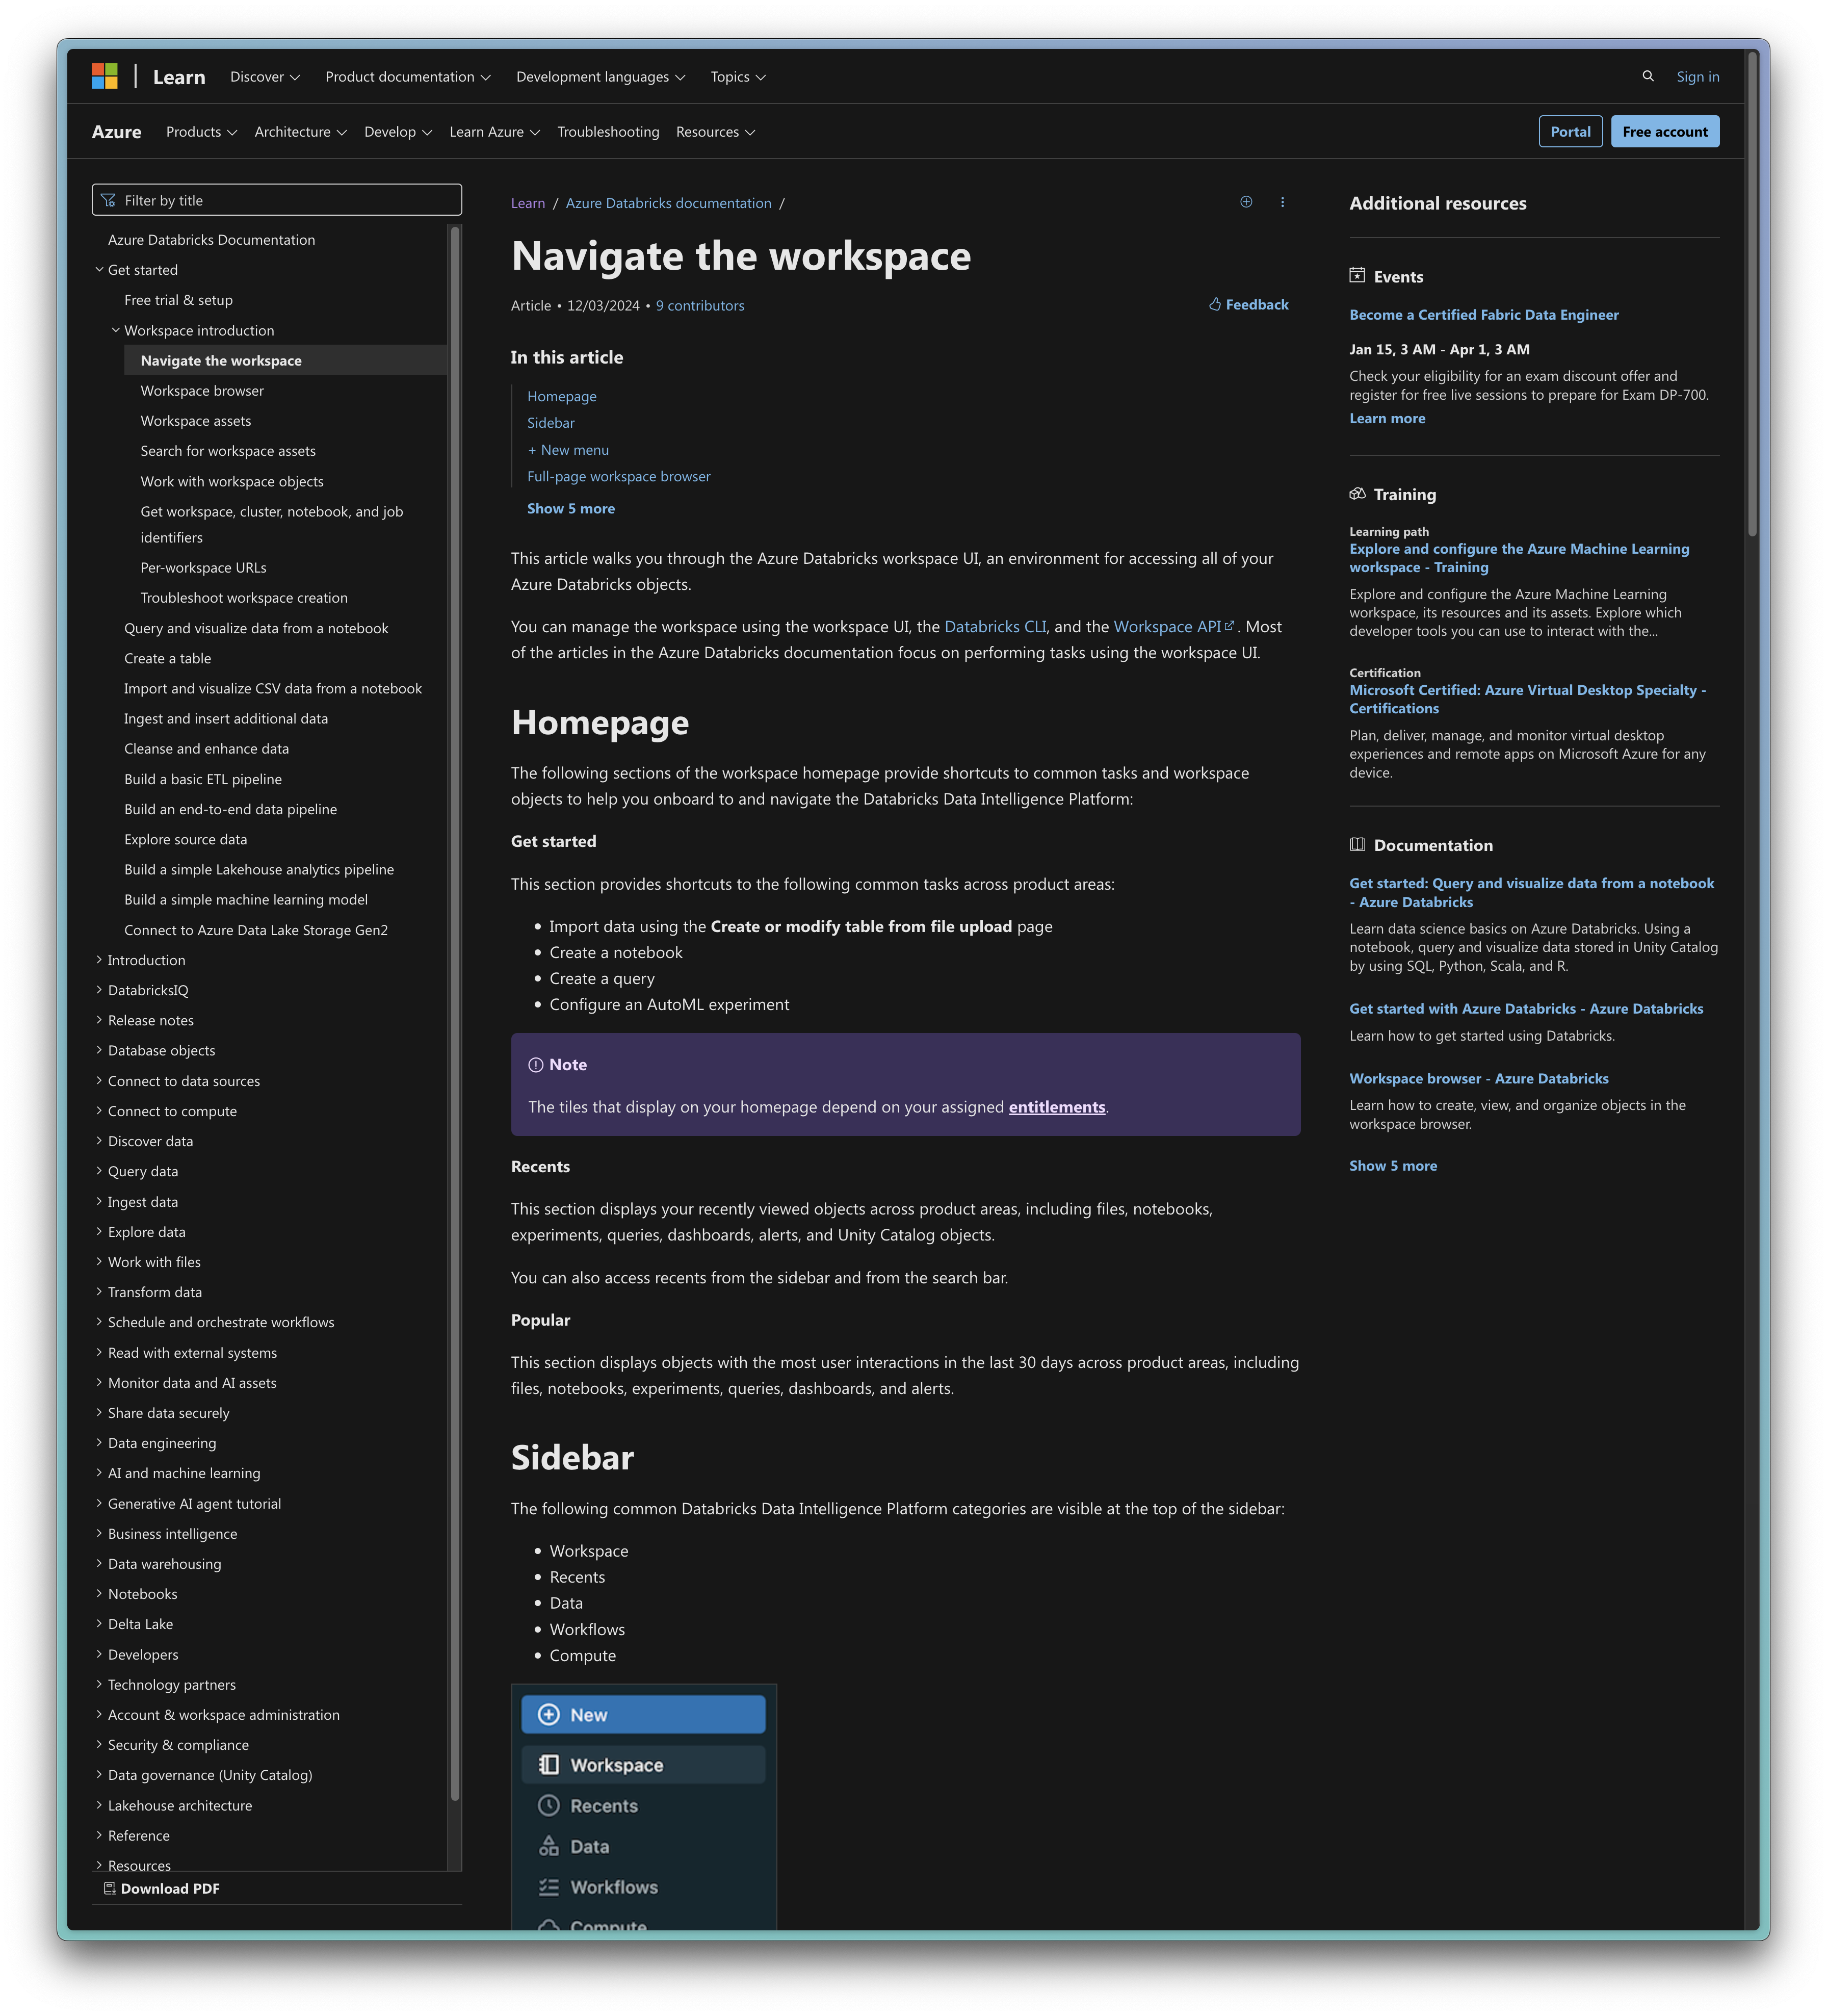 Learn
Discover
Product documentation
Development languages
Topics
Sign in
Azure
Products
Architecture
Develop
Learn Azure
Troubleshooting
Resources
Portal
Free account
Filter by title
Azure Databricks Documentation
Get started
Free trial & setup
Workspace introduction
Navigate the workspace
Workspace browser
Workspace assets
Search for workspace assets
Work with workspace objects
Get workspace, cluster, notebook, and job
identifiers
Per-workspace URLs
Troubleshoot workspace creation
Query and visualize data from a notebook
Create a table
Import and visualize CSV data from a notebook
Ingest and insert additional data
Cleanse and enhance data
Build a basic ETL pipeline
Build an end-to-end data pipeline
Explore source data
Build a simple Lakehouse analytics pipeline
Build a simple machine learning model
Connect to Azure Data Lake Storage Gen2
Introduction
DatabricksIQ
Release notes
Database objects
Connect to data sources
Connect to compute
Discover data
Query data
Ingest data
Explore data
Work with files
Transform data
Schedule and orchestrate workflows
Read with external systems
Monitor data and AI assets
Share data securely
Data engineering
AI and machine learning
Generative AI agent tutorial
Business intelligence
Data warehousing
Notebooks
Delta Lake
Developers
Technology partners
Account & workspace administration
Security & compliance
Data governance (Unity Catalog)
Lakehouse architecture
Reference
Resources
Download PDF
Learn / Azure Databricks documentation /
Navigate the workspace
Article • 12/03/2024 • 9 contributors
Feedback
In this article
Homepage
Sidebar
+ New menu
Full-page workspace browser
Show 5 more
This article walks you through the Azure Databricks workspace UI, an environment for accessing all of your
Azure Databricks objects.
You can manage the workspace using the workspace UI, the Databricks CLI, and the Workspace API. Most
of the articles in the Azure Databricks documentation focus on performing tasks using the workspace UI.
Homepage
The following sections of the workspace homepage provide shortcuts to common tasks and workspace
objects to help you onboard to and navigate the Databricks Data Intelligence Platform:
Get started
This section provides shortcuts to the following common tasks across product areas:
• Import data using the Create or modify table from file upload page
• Create a notebook
• Create a query
• Configure an AutoML experiment
Note
The tiles that display on your homepage depend on your assigned entitlements.
Recents
This section displays your recently viewed objects across product areas, including files, notebooks,
experiments, queries, dashboards, alerts, and Unity Catalog objects.
You can also access recents from the sidebar and from the search bar.
Popular
This section displays objects with the most user interactions in the last 30 days across product areas, including
files, notebooks, experiments, queries, dashboards, and alerts.
Sidebar
The following common Databricks Data Intelligence Platform categories are visible at the top of the sidebar:
• Workspace
• Recents
• Data
• Workflows
• Compute
New
Workspace
Recents
Data
Workflows
Compute
Additional resources
Events
Become a Certified Fabric Data Engineer
Jan 15, 3 AM - Apr 1, 3 AM
Check your eligibility for an exam discount offer and
register for free live sessions to prepare for Exam DP-700.
Learn more
Training
Learning path
Explore and configure the Azure Machine Learning
workspace - Training
Explore and configure the Azure Machine Learning
workspace, its resources and its assets. Explore which
developer tools you can use to interact with the...
Certification
Microsoft Certified: Azure Virtual Desktop Specialty -
Certifications
Plan, deliver, manage, and monitor virtual desktop
experiences and remote apps on Microsoft Azure for any
device.
Documentation
Get started: Query and visualize data from a notebook
- Azure Databricks
Learn data science basics on Azure Databricks. Using a
notebook, query and visualize data stored in Unity Catalog
by using SQL, Python, Scala, and R.
Get started with Azure Databricks - Azure Databricks
Learn how to get started using Databricks.
Workspace browser - Azure Databricks
Learn how to create, view, and organize objects in the
workspace browser.
Show 5 more